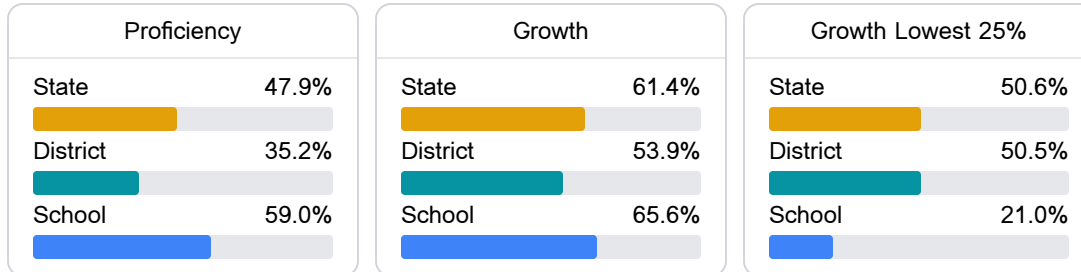 Proficiency
State 47.9%
District 35.2%
School 59.0%
Growth
State 61.4%
District 53.9%
School 65.6%
Growth Lowest 25%
State 50.6%
District 50.5%
School 21.0%